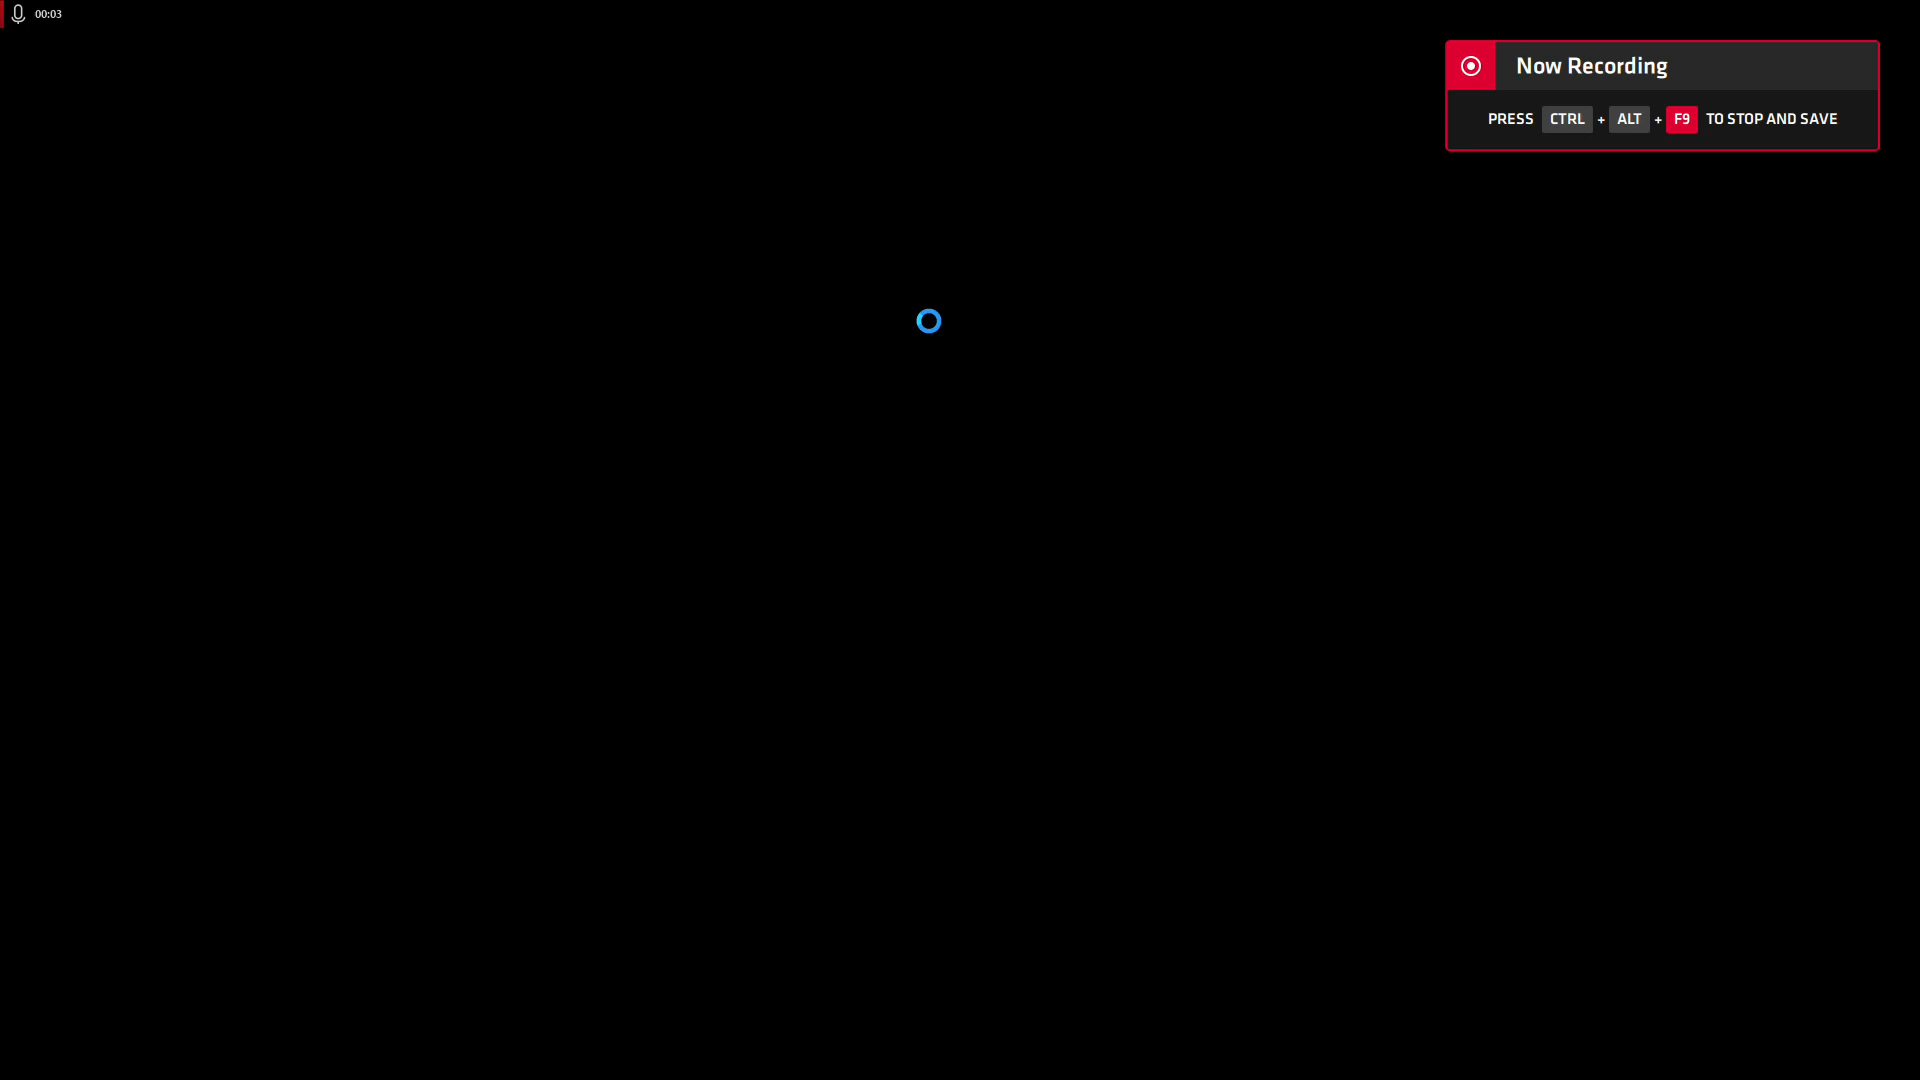 00:03
Now Recording
PRESS CTRL + ALT + F9 TO STOP AND SAVE